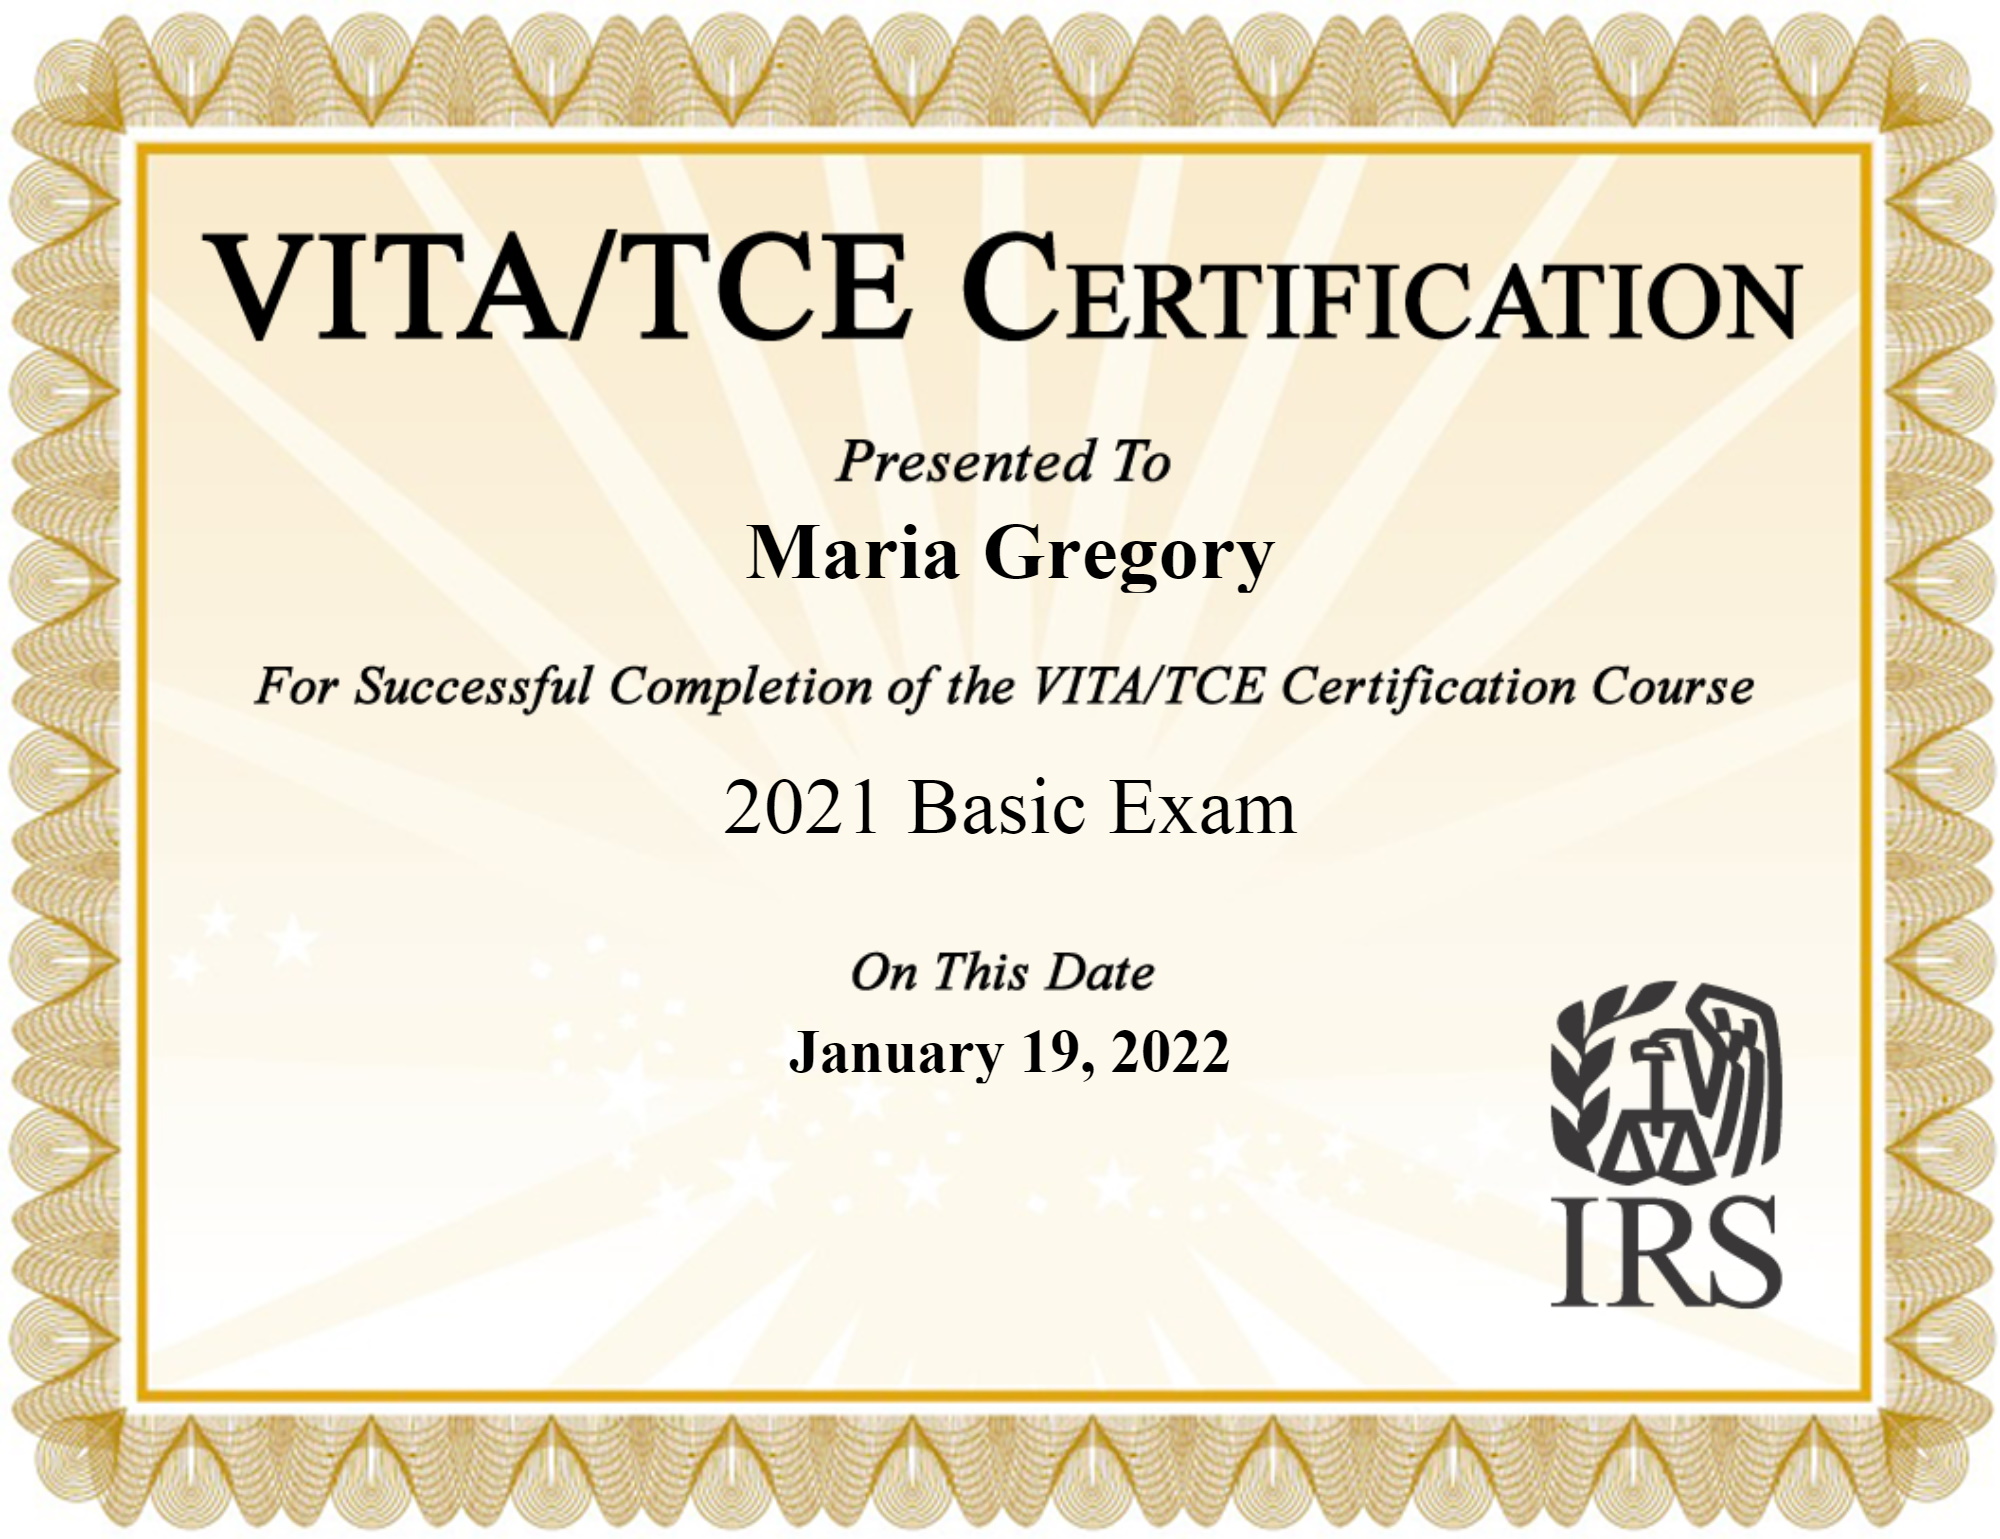 VITA/TCE CERTIFICATION
Presented To
Maria Gregory
For Successful Completion of the VITA/TCE Certification Course
2021 Basic Exam
On This Date
January 19, 2022
IRS